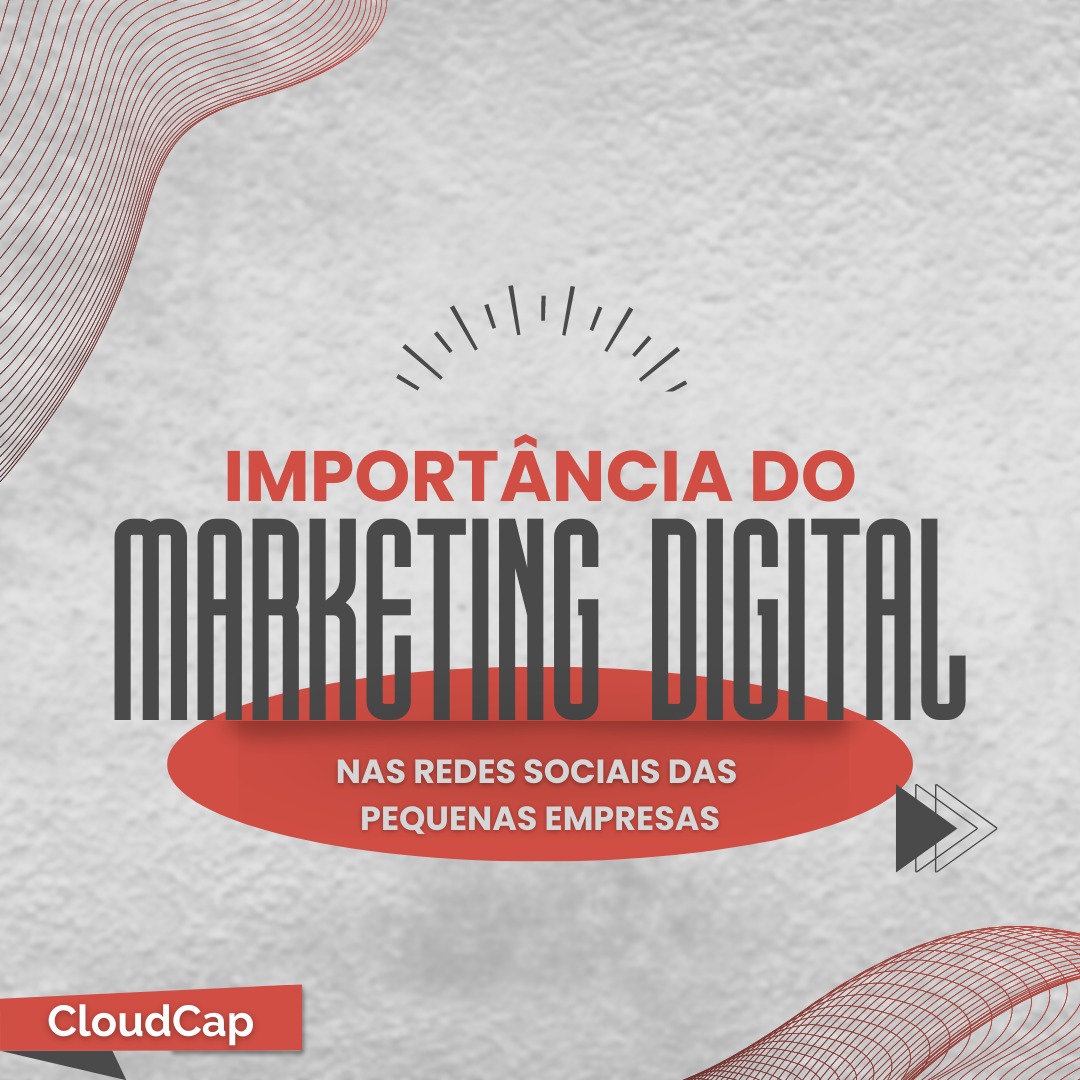 IMPORTÂNCIA DO
MARKETING DIGITAL
NAS REDES SOCIAIS DAS
PEQUENAS EMPRESAS
CloudCap